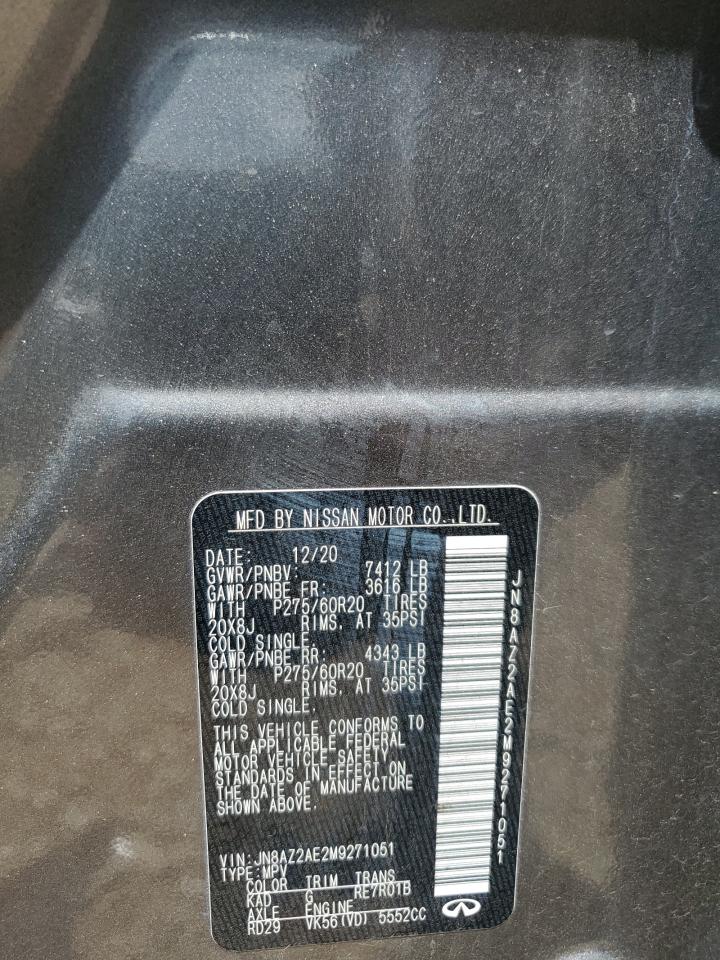 MFD BY NISSAN MOTOR CO.,LTD.
DATE: 12/20
GVWR/PNBV: 7412 LB
GAWR/PNBE FR: 3616 LB
WITH P275/60R20 TIRES
20X8J RIMS, AT 35PSI
COLD SINGLE.
GAWR/PNBE RR: 4343 LB
WITH P275/60R20 TIRES
20X8J RIMS, AT 35PSI
COLD SINGLE.
THIS VEHICLE CONFORMS TO
ALL APPLICABLE FEDERAL
MOTOR VEHICLE SAFETY
STANDARDS IN EFFECT ON
THE DATE OF MANUFACTURE
SHOWN ABOVE.
VIN:JN8AZ2AE2M9271051
TYPE:MPV
COLOR TRIM TRANS
KAD G RE7R01B
AXLE ENGINE
RD29 VK56(VD) 5552CC
JN8AZ2AE2M9271051